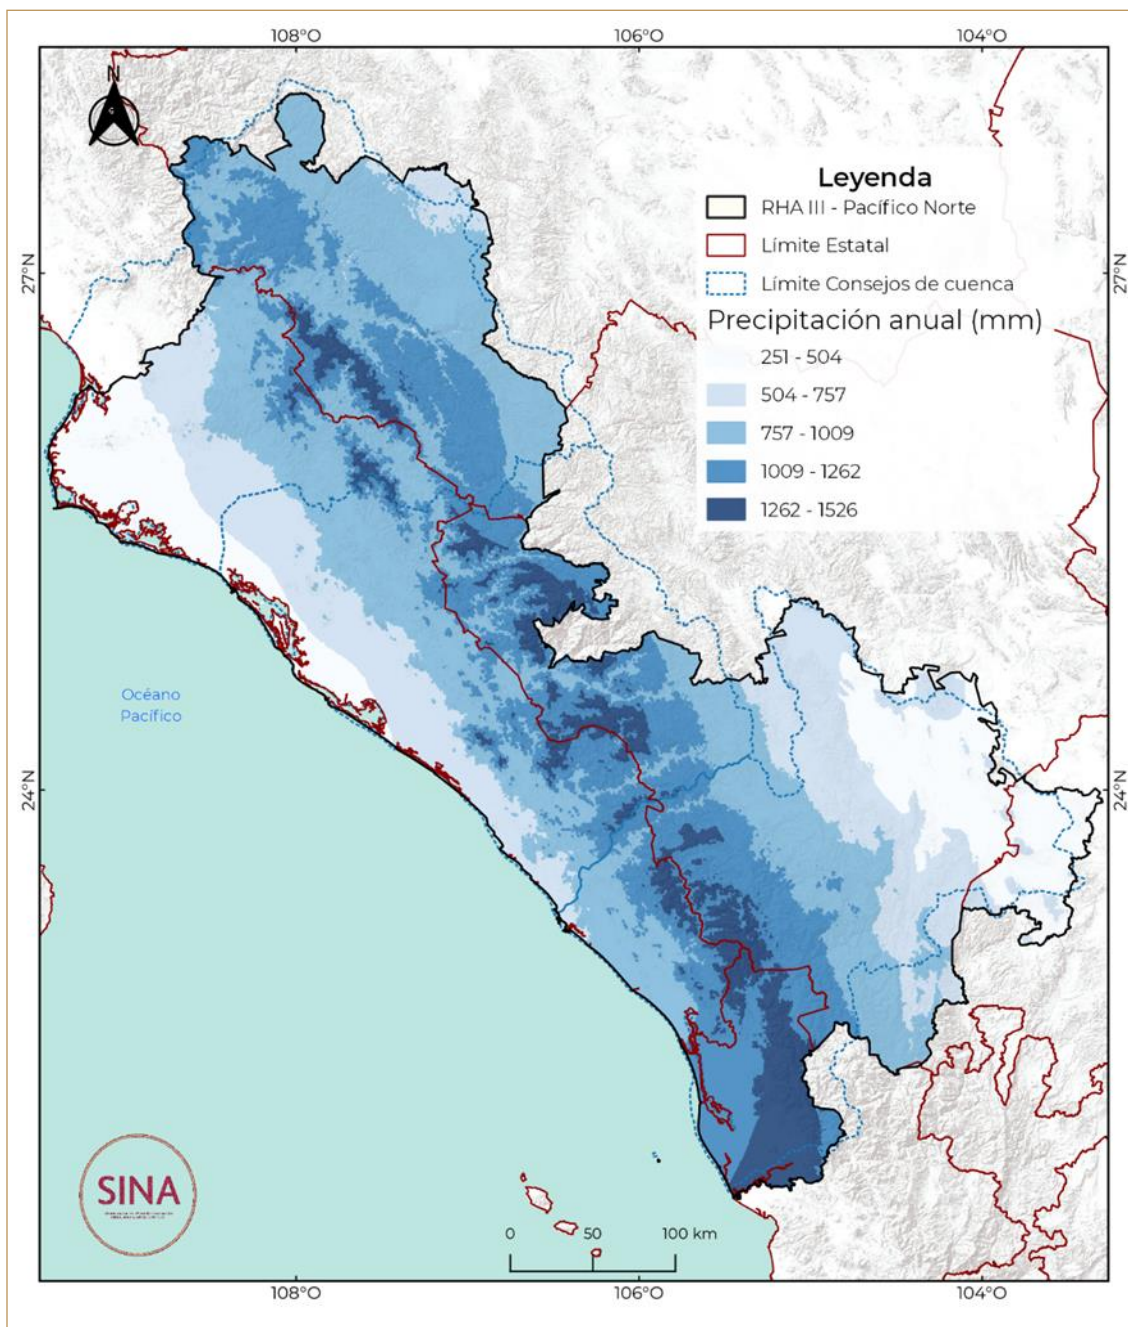 108°O
106°O
104°O
N
Leyenda
RHA III - Pacífico Norte
Límite Estatal
Límite Consejos de cuenca
Precipitación anual (mm)
251 - 504
504 - 757
757 - 1009
1009 - 1262
1262 - 1526
27°N
27°N
Océano
Pacífico
24°N
24°N
SINA
0 50 100 km
108°O
106°O
104°O